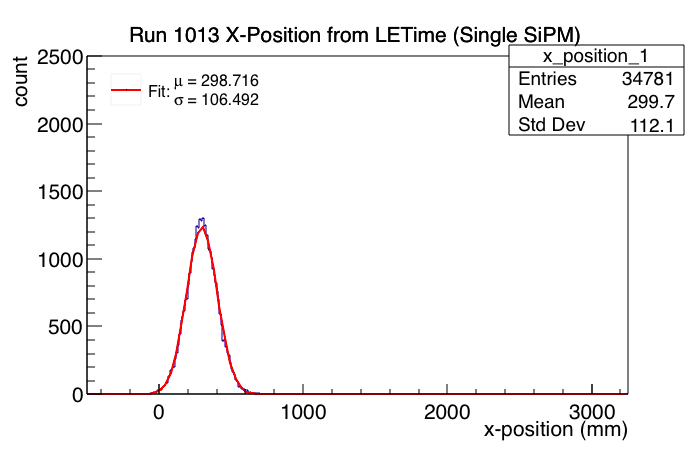 Run 1013 X-Position from LETime (Single SiPM)
x_position_1
Entries 34781
Mean 299.7
Std Dev 112.1
Fit: μ = 298.716
σ = 106.492
count
2500
2000
1500
1000
500
0
0 1000 2000 3000
x-position (mm)